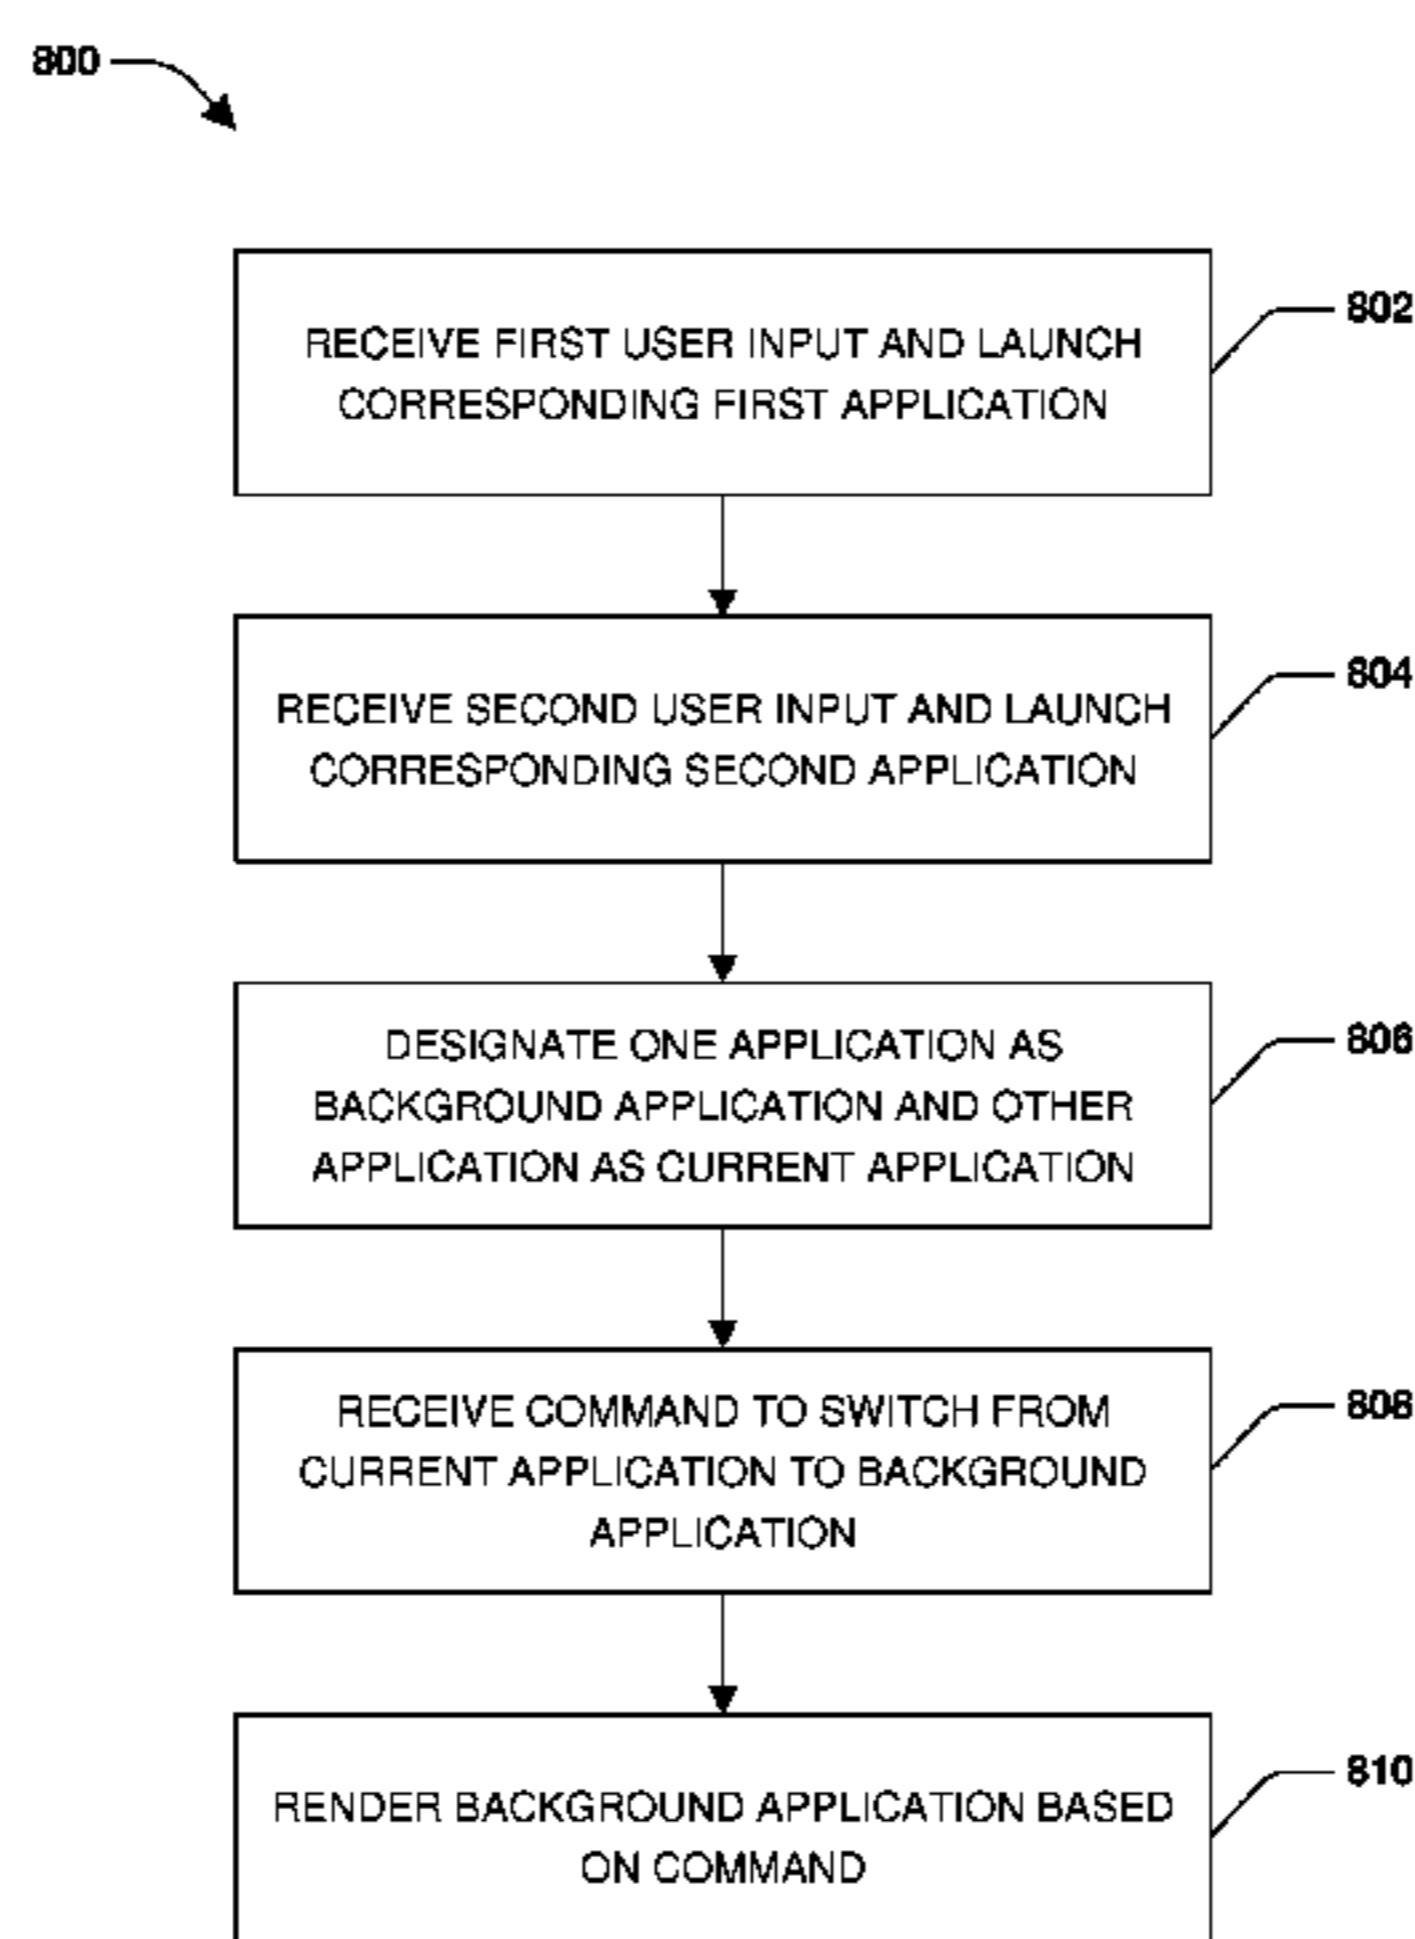 800
RECEIVE FIRST USER INPUT AND LAUNCH
CORRESPONDING FIRST APPLICATION
802
RECEIVE SECOND USER INPUT AND LAUNCH
CORRESPONDING SECOND APPLICATION
804
DESIGNATE ONE APPLICATION AS
BACKGROUND APPLICATION AND OTHER
APPLICATION AS CURRENT APPLICATION
806
RECEIVE COMMAND TO SWITCH FROM
CURRENT APPLICATION TO BACKGROUND
APPLICATION
808
RENDER BACKGROUND APPLICATION BASED
ON COMMAND
810